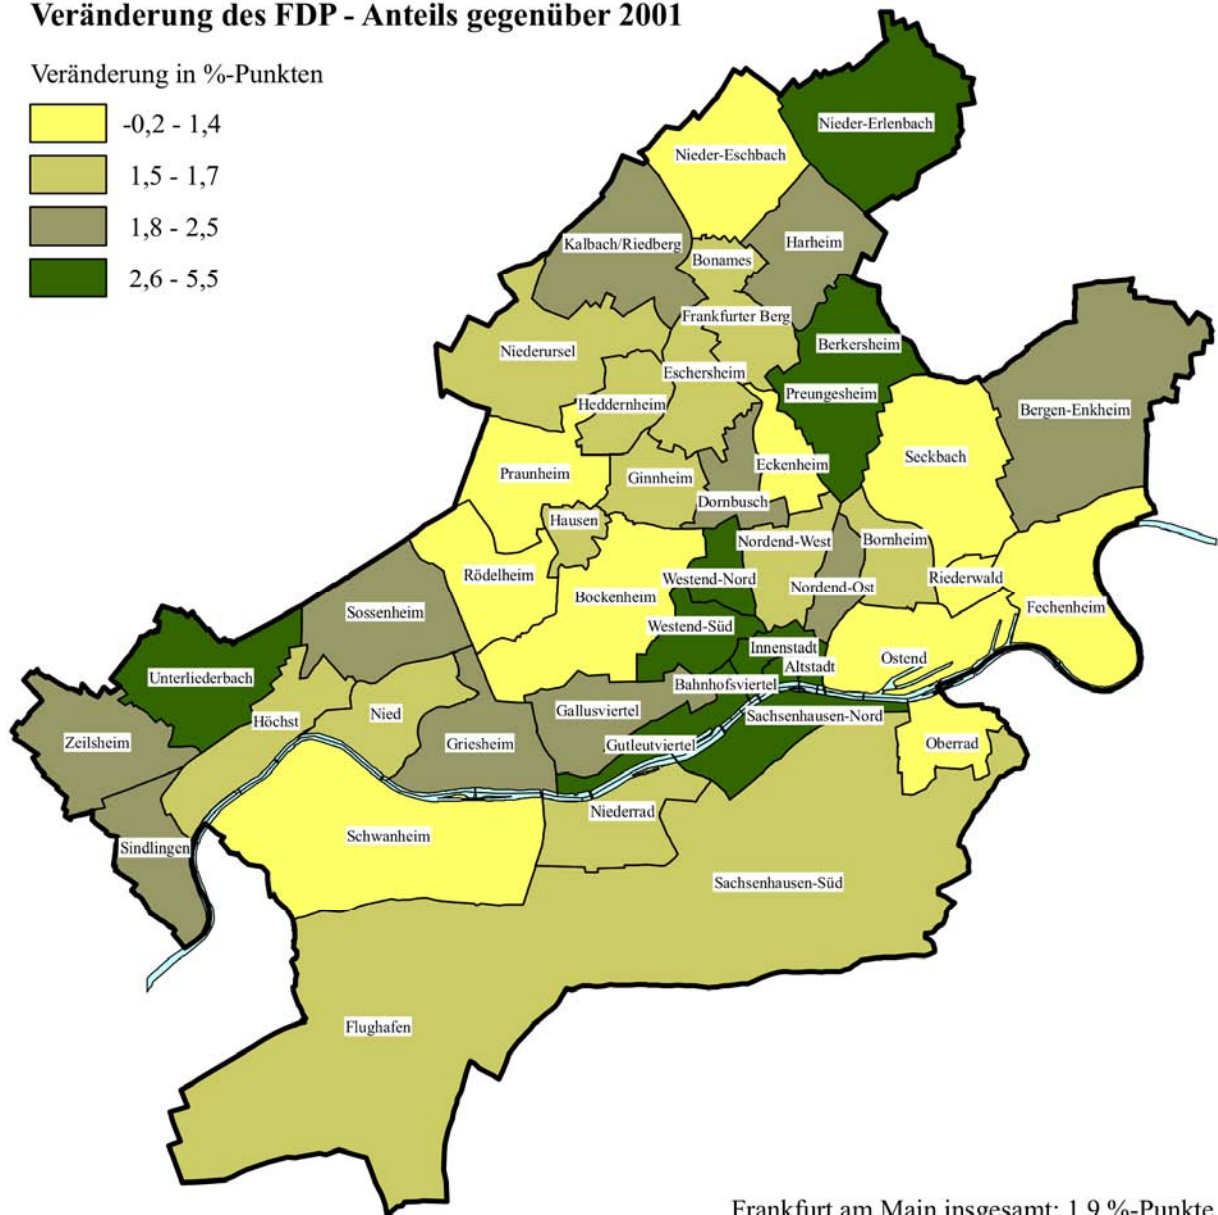 Veränderung des FDP - Anteils gegenüber 2001
Veränderung in %-Punkten
-0,2 - 1,4
1,5 - 1,7
1,8 - 2,5
2,6 - 5,5
Nieder-Erlenbach
Nieder-Eschbach
Kalbach/Riedberg
Harheim
Bonames
Frankfurter Berg
Berkersheim
Niederursel
Eschersheim
Preungesheim
Heddernheim
Bergen-Enkheim
Seckbach
Eckenheim
Praunheim
Ginnheim
Dornbusch
Hausen
Nordend-West
Bornheim
Rödelheim
Westend-Nord
Riederwald
Nordend-Ost
Bockenheim
Fechenheim
Sossenheim
Westend-Süd
Innenstadt
Ostend
Altstadt
Unterliederbach
Bahnhofsviertel
Gallusviertel
Nied
Sachsenhausen-Nord
Höchst
Zeilsheim
Griesheim
Gutleutviertel
Oberrad
Niederrad
Schwanheim
Sindlingen
Sachsenhausen-Süd
Flughafen
Frankfurt am Main insgesamt: 1,9 %-Punkte